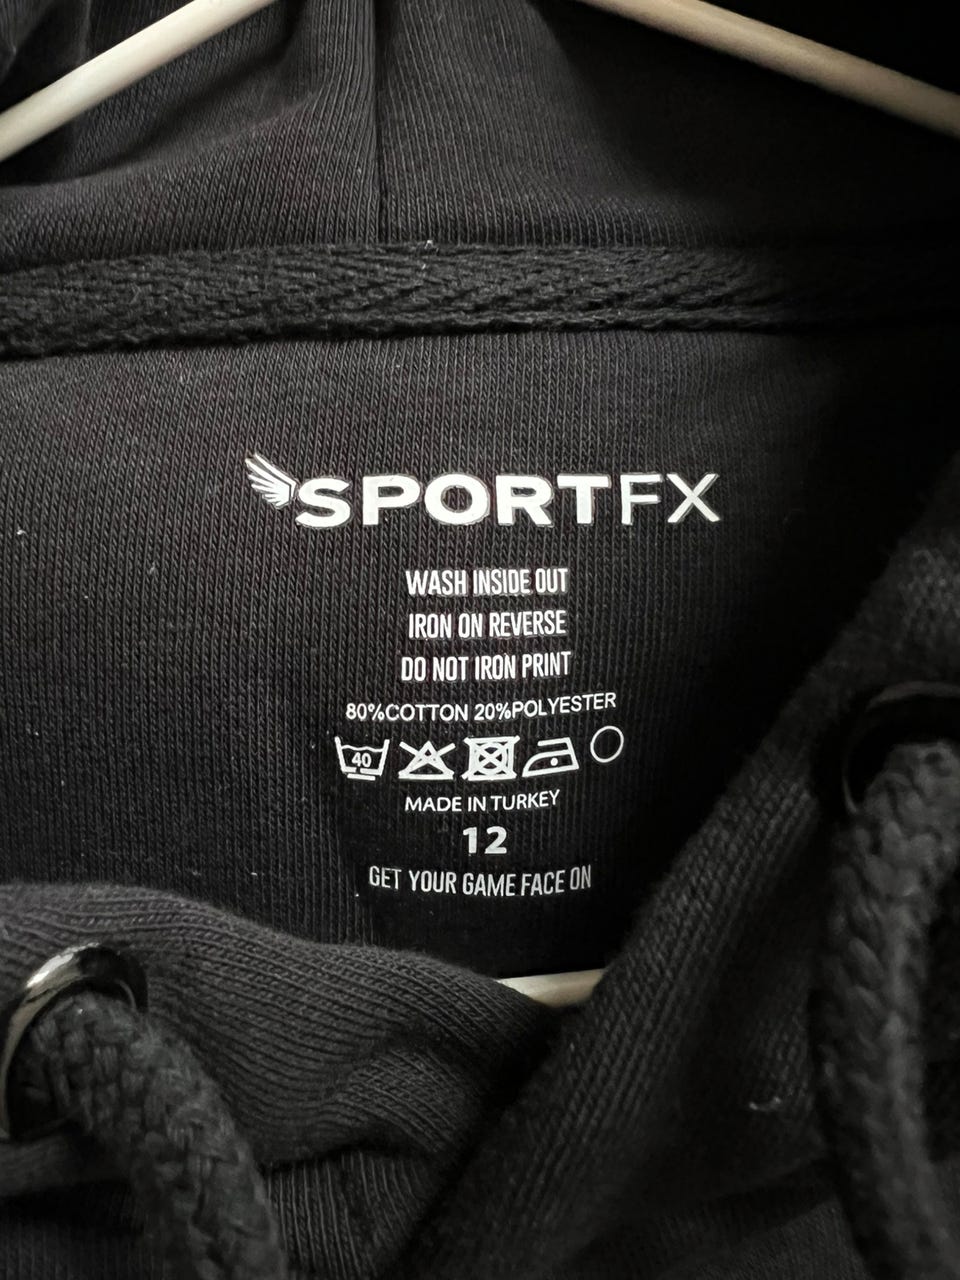 SPORTFX
WASH INSIDE OUT
IRON ON REVERSE
DO NOT IRON PRINT
80%COTTON 20%POLYESTER
40
MADE IN TURKEY
12
GET YOUR GAME FACE ON